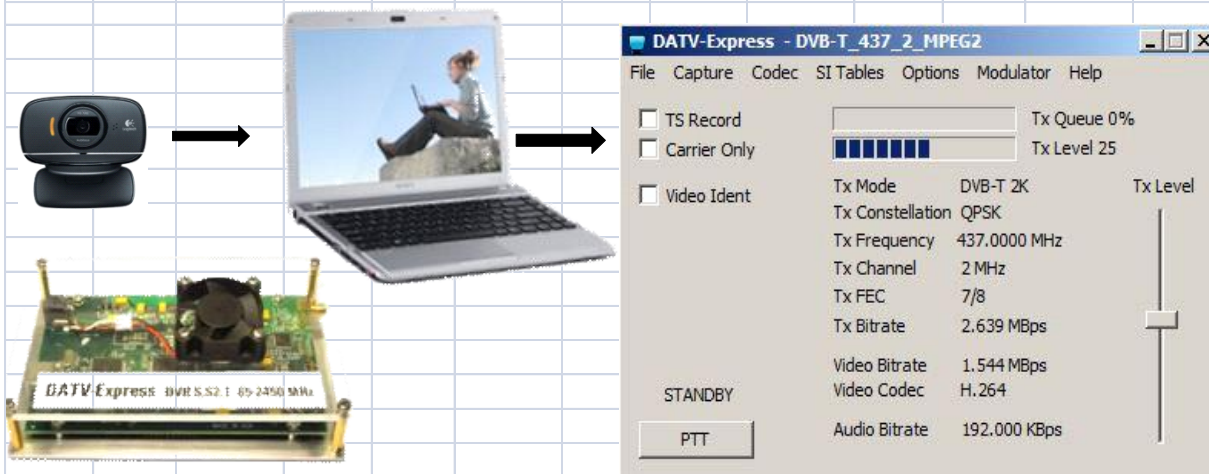 DATV-Express - DVB-T_437_2_MPEG2
File Capture Codec SI Tables Options Modulator Help
TS Record
Tx Queue 0%
Carrier Only
Tx Level 25
Video Ident
Tx Mode DVB-T 2K
Tx Level
Tx Constellation QPSK
Tx Frequency 437.0000 MHz
Tx Channel 2 MHz
Tx FEC 7/8
Tx Bitrate 2.639 MBps
Video Bitrate 1.544 MBps
STANDBY
Video Codec H.264
PTT
Audio Bitrate 192.000 KBps
DATV-Express DVB S,S2,T 65-2450 MHz